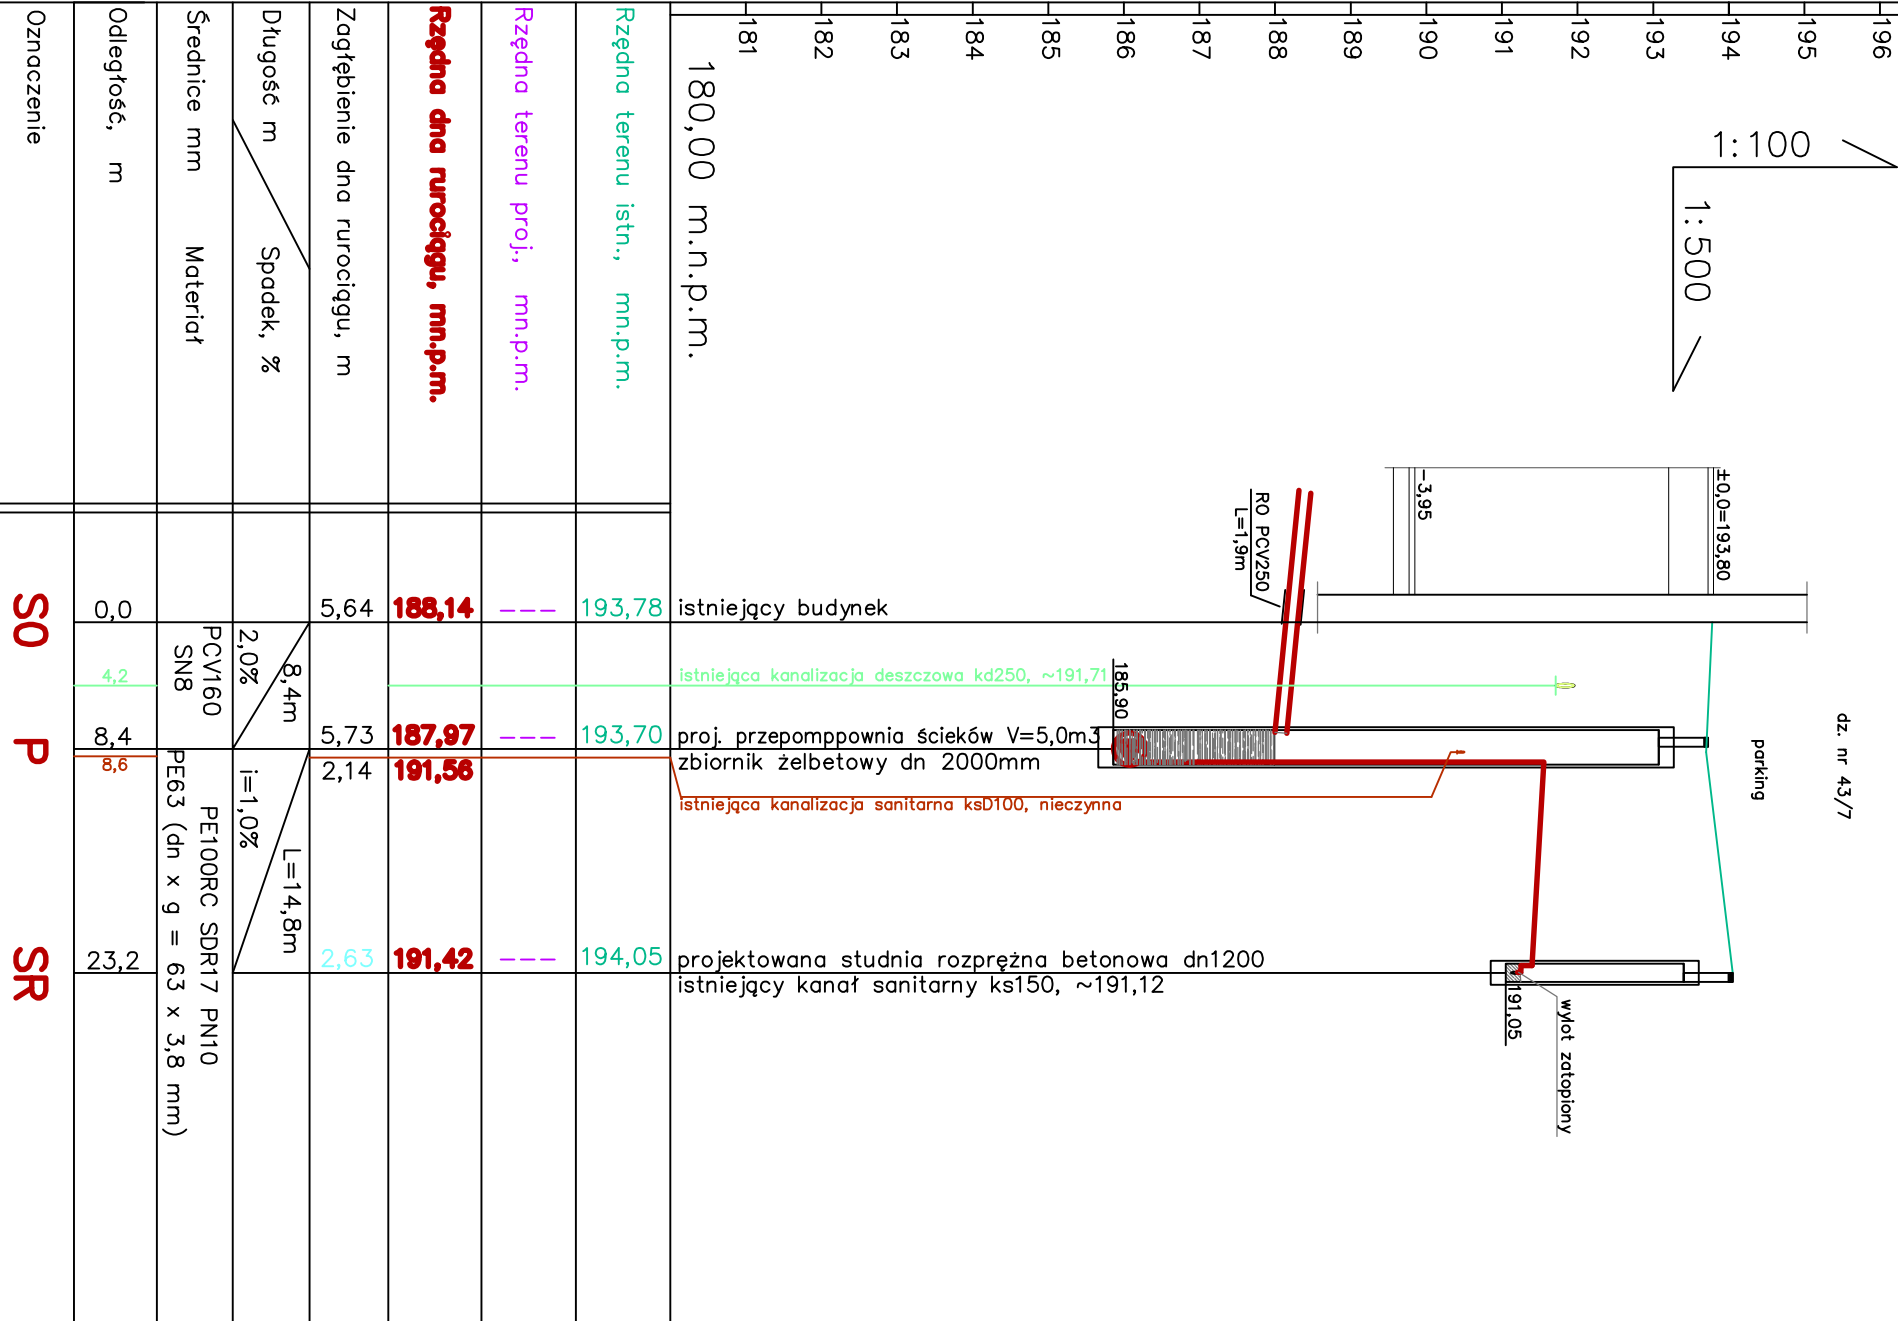 196
195
194
193
192
191
190
189
188
187
186
185
184
183
182
181
180,00 m.n.p.m.
1:100
1:500
Rzędna terenu istn., mn.p.m.
Rzędna terenu proj., mn.p.m.
Rzędna dna rurociągu, mn.p.m.
Zagłębienie dna rurociągu, m
Długość m Spadek, %
Średnice mm Materiał
Odległość, m
Oznaczenie
±0,0=193,80
-3,95
RO PCV250
L=1,9m
dz. nr 43/7
parking
185,90
191,05
wylot zatopiony
istniejący budynek
193,78
---
188,14
5,64
0,0
S0
istniejąca kanalizacja deszczowa kd250, ~191,71
4,2
8,4m
2,0%
PCV160
SN8
proj. przepomppownia ścieków V=5,0m3
zbiornik żelbetowy dn 2000mm
193,70
---
187,97
191,56
5,73
2,14
8,4
8,6
P
istniejąca kanalizacja sanitarna ksD100, nieczynna
L=14,8m
i=1,0%
PE100RC SDR17 PN10
PE63 (dn x g = 63 x 3,8 mm)
projektowana studnia rozprężna betonowa dn1200
istniejący kanał sanitarny ks150, ~191,12
194,05
---
191,42
2,63
23,2
SR